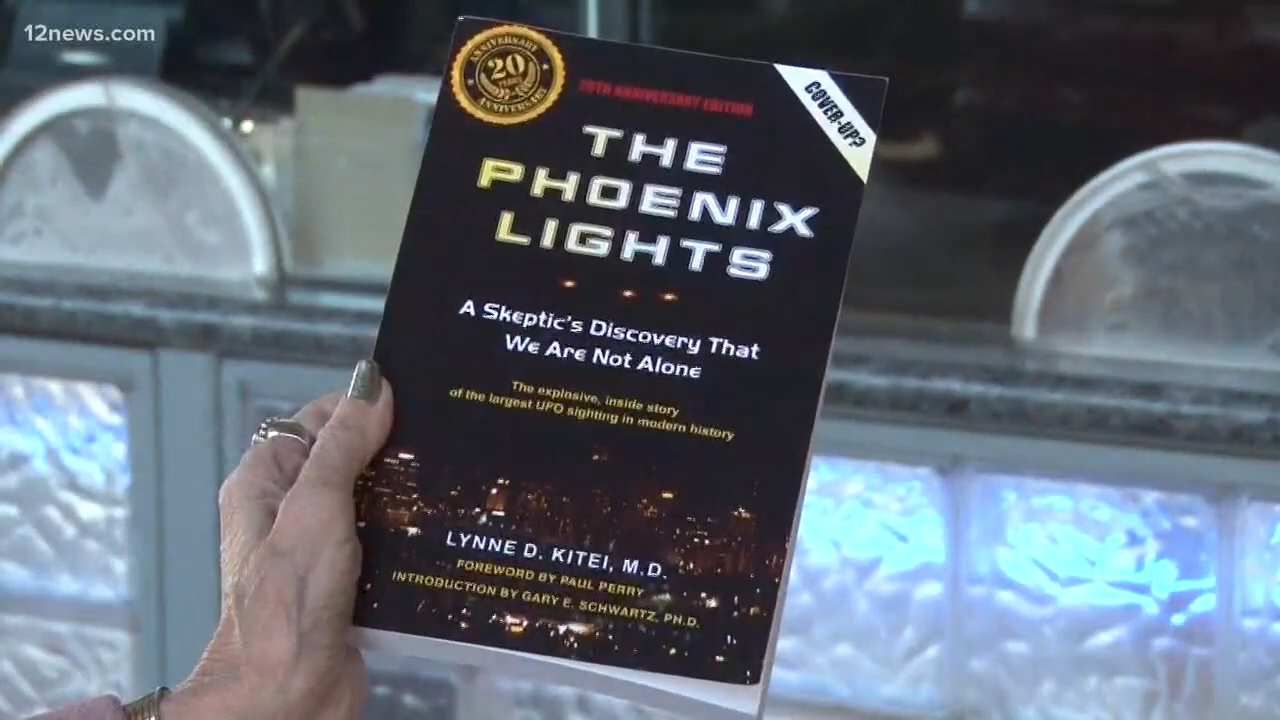 12news.com
ANNIVERSARY
20
YEARS
ANNIVERSARY
20TH ANNIVERSARY EDITION
COVER-UP?
THE
PHOENIX
LIGHTS
A Skeptic's Discovery That
We Are Not Alone
The explosive, inside story
of the largest UFO sighting in modern history
LYNNE D. KITEI, M.D.
FOREWORD BY PAUL PERRY
INTRODUCTION BY GARY E. SCHWARTZ, PH.D.